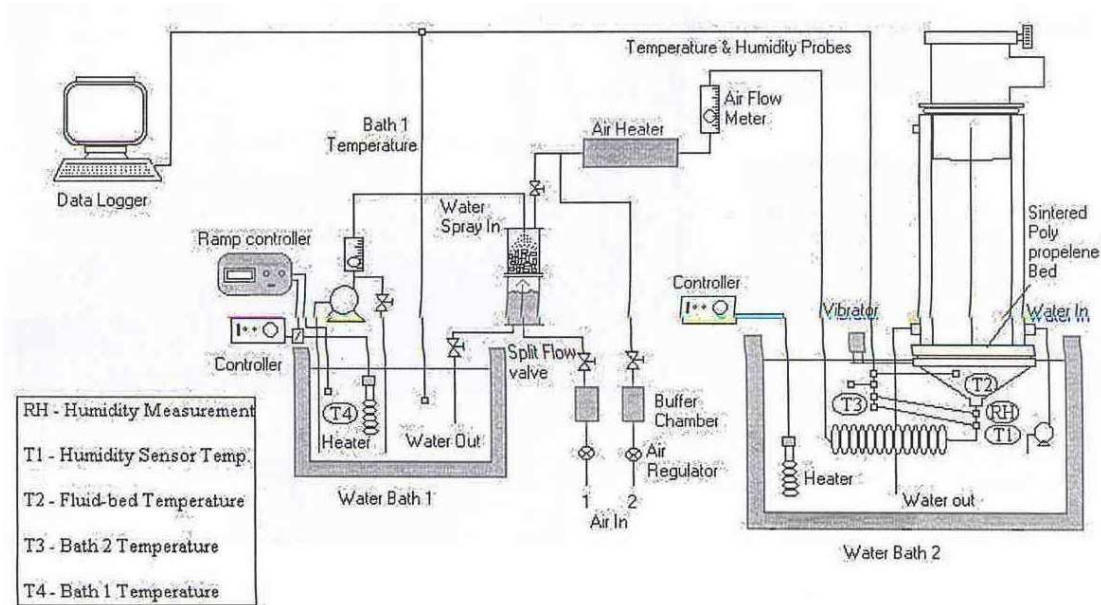 Temperature & Humidity Probes
Air Flow
Meter
Air Heater
Bath 1
Temperature
Data Logger
Water
Spray In
Sintered
Poly
propelene
Bed
Ramp controller
Controller
Vibrator
Water In
Controller
Split Flow
valve
T4
T3
T2
RH
T1
Buffer
Chamber
Heater
Water Out
Air
Regulator
Heater
Water out
Water Bath 1
1
2
Air In
Water Bath 2
RH - Humidity Measurement
T1 - Humidity Sensor Temp.
T2 - Fluid-bed Temperature
T3 - Bath 2 Temperature
T4 - Bath 1 Temperature